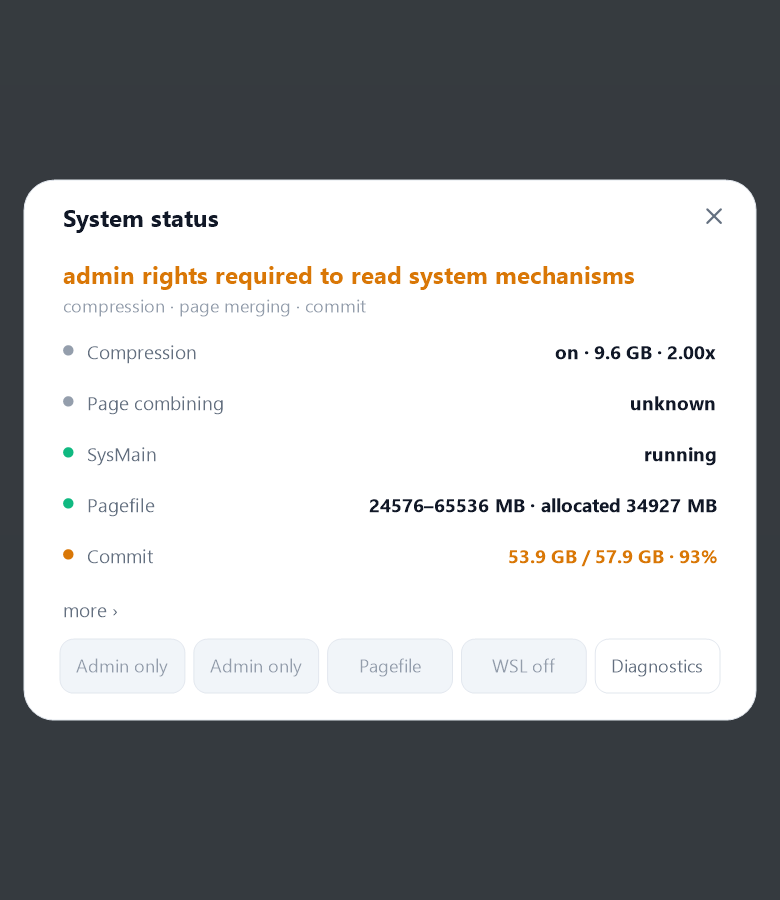 System status
admin rights required to read system mechanisms
compression · page merging · commit
Compression on · 9.6 GB · 2.00x
Page combining unknown
SysMain running
Pagefile 24576–65536 MB · allocated 34927 MB
Commit 53.9 GB / 57.9 GB · 93%
more ›
Admin only Admin only Pagefile WSL off Diagnostics